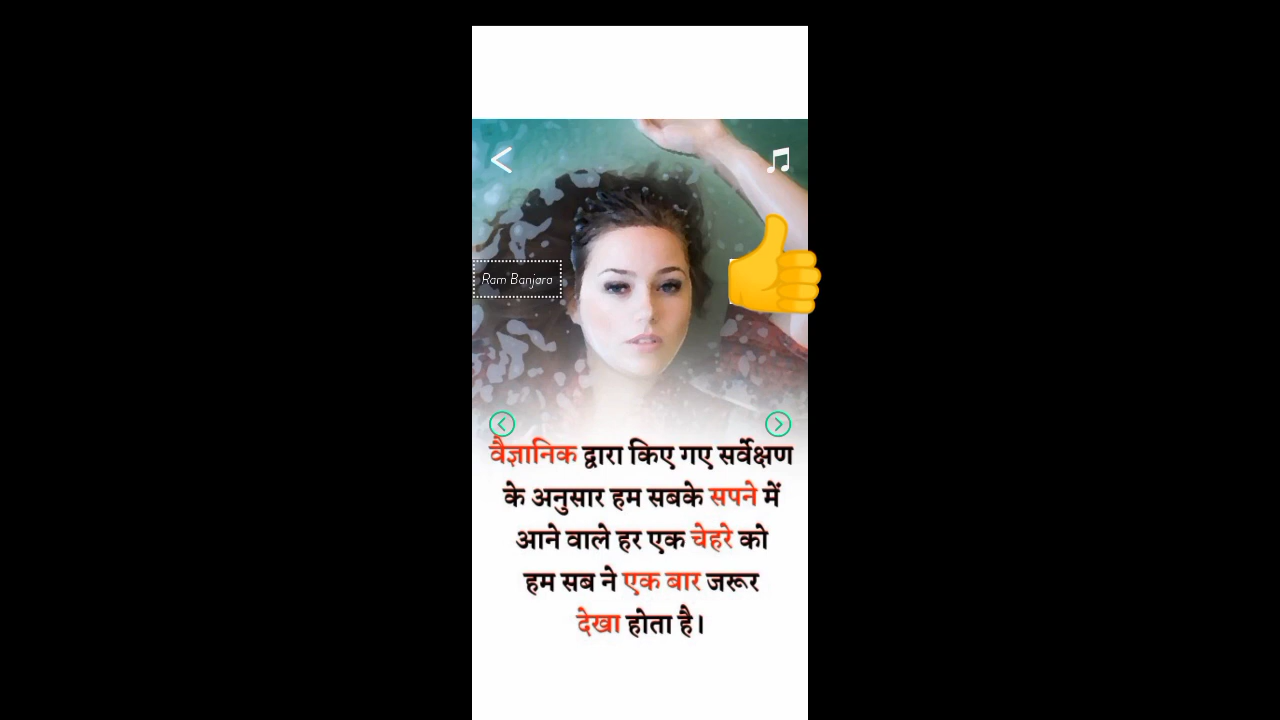 Ram Banjara
वैज्ञानिक द्वारा किए गए सर्वेक्षण
के अनुसार हम सबके सपने में
आने वाले हर एक चेहरे को
हम सब ने एक बार जरूर
देखा होता है।